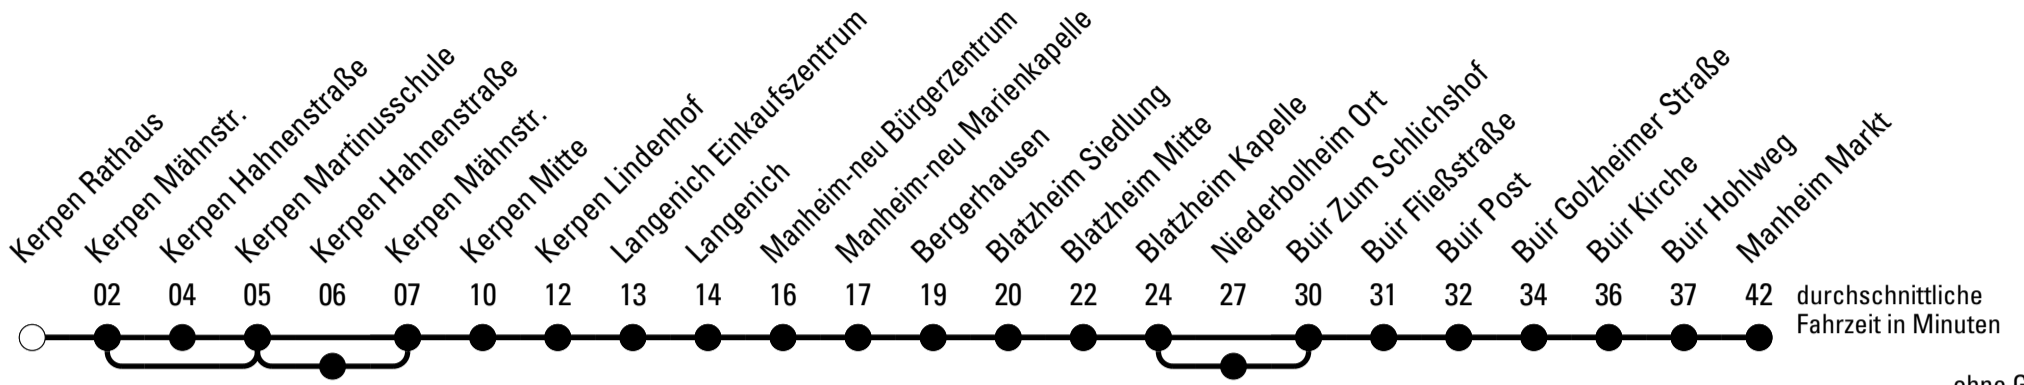 Kerpen Rathaus
Kerpen Mähnstr.
Kerpen Hahnenstraße
Kerpen Martinusschule
Kerpen Hahnenstraße
Kerpen Mähnstr.
Kerpen Mitte
Kerpen Lindenhof
Langenich Einkaufszentrum
Langenich
Manheim-neu Bürgerzentrum
Manheim-neu Marienkapelle
Bergerhausen
Blatzheim Siedlung
Blatzheim Mitte
Blatzheim Kapelle
Niederbolheim Ort
Buir Zum Schlichshof
Buir Fließstraße
Buir Post
Buir Golzheimer Straße
Buir Kirche
Buir Hohlweg
Manheim Markt
02 04 05 06 07 10 12 13 14 16 17 19 20 22 24 27 30 31 32 34 36 37 42 durchschnittliche
Fahrzeit in Minuten